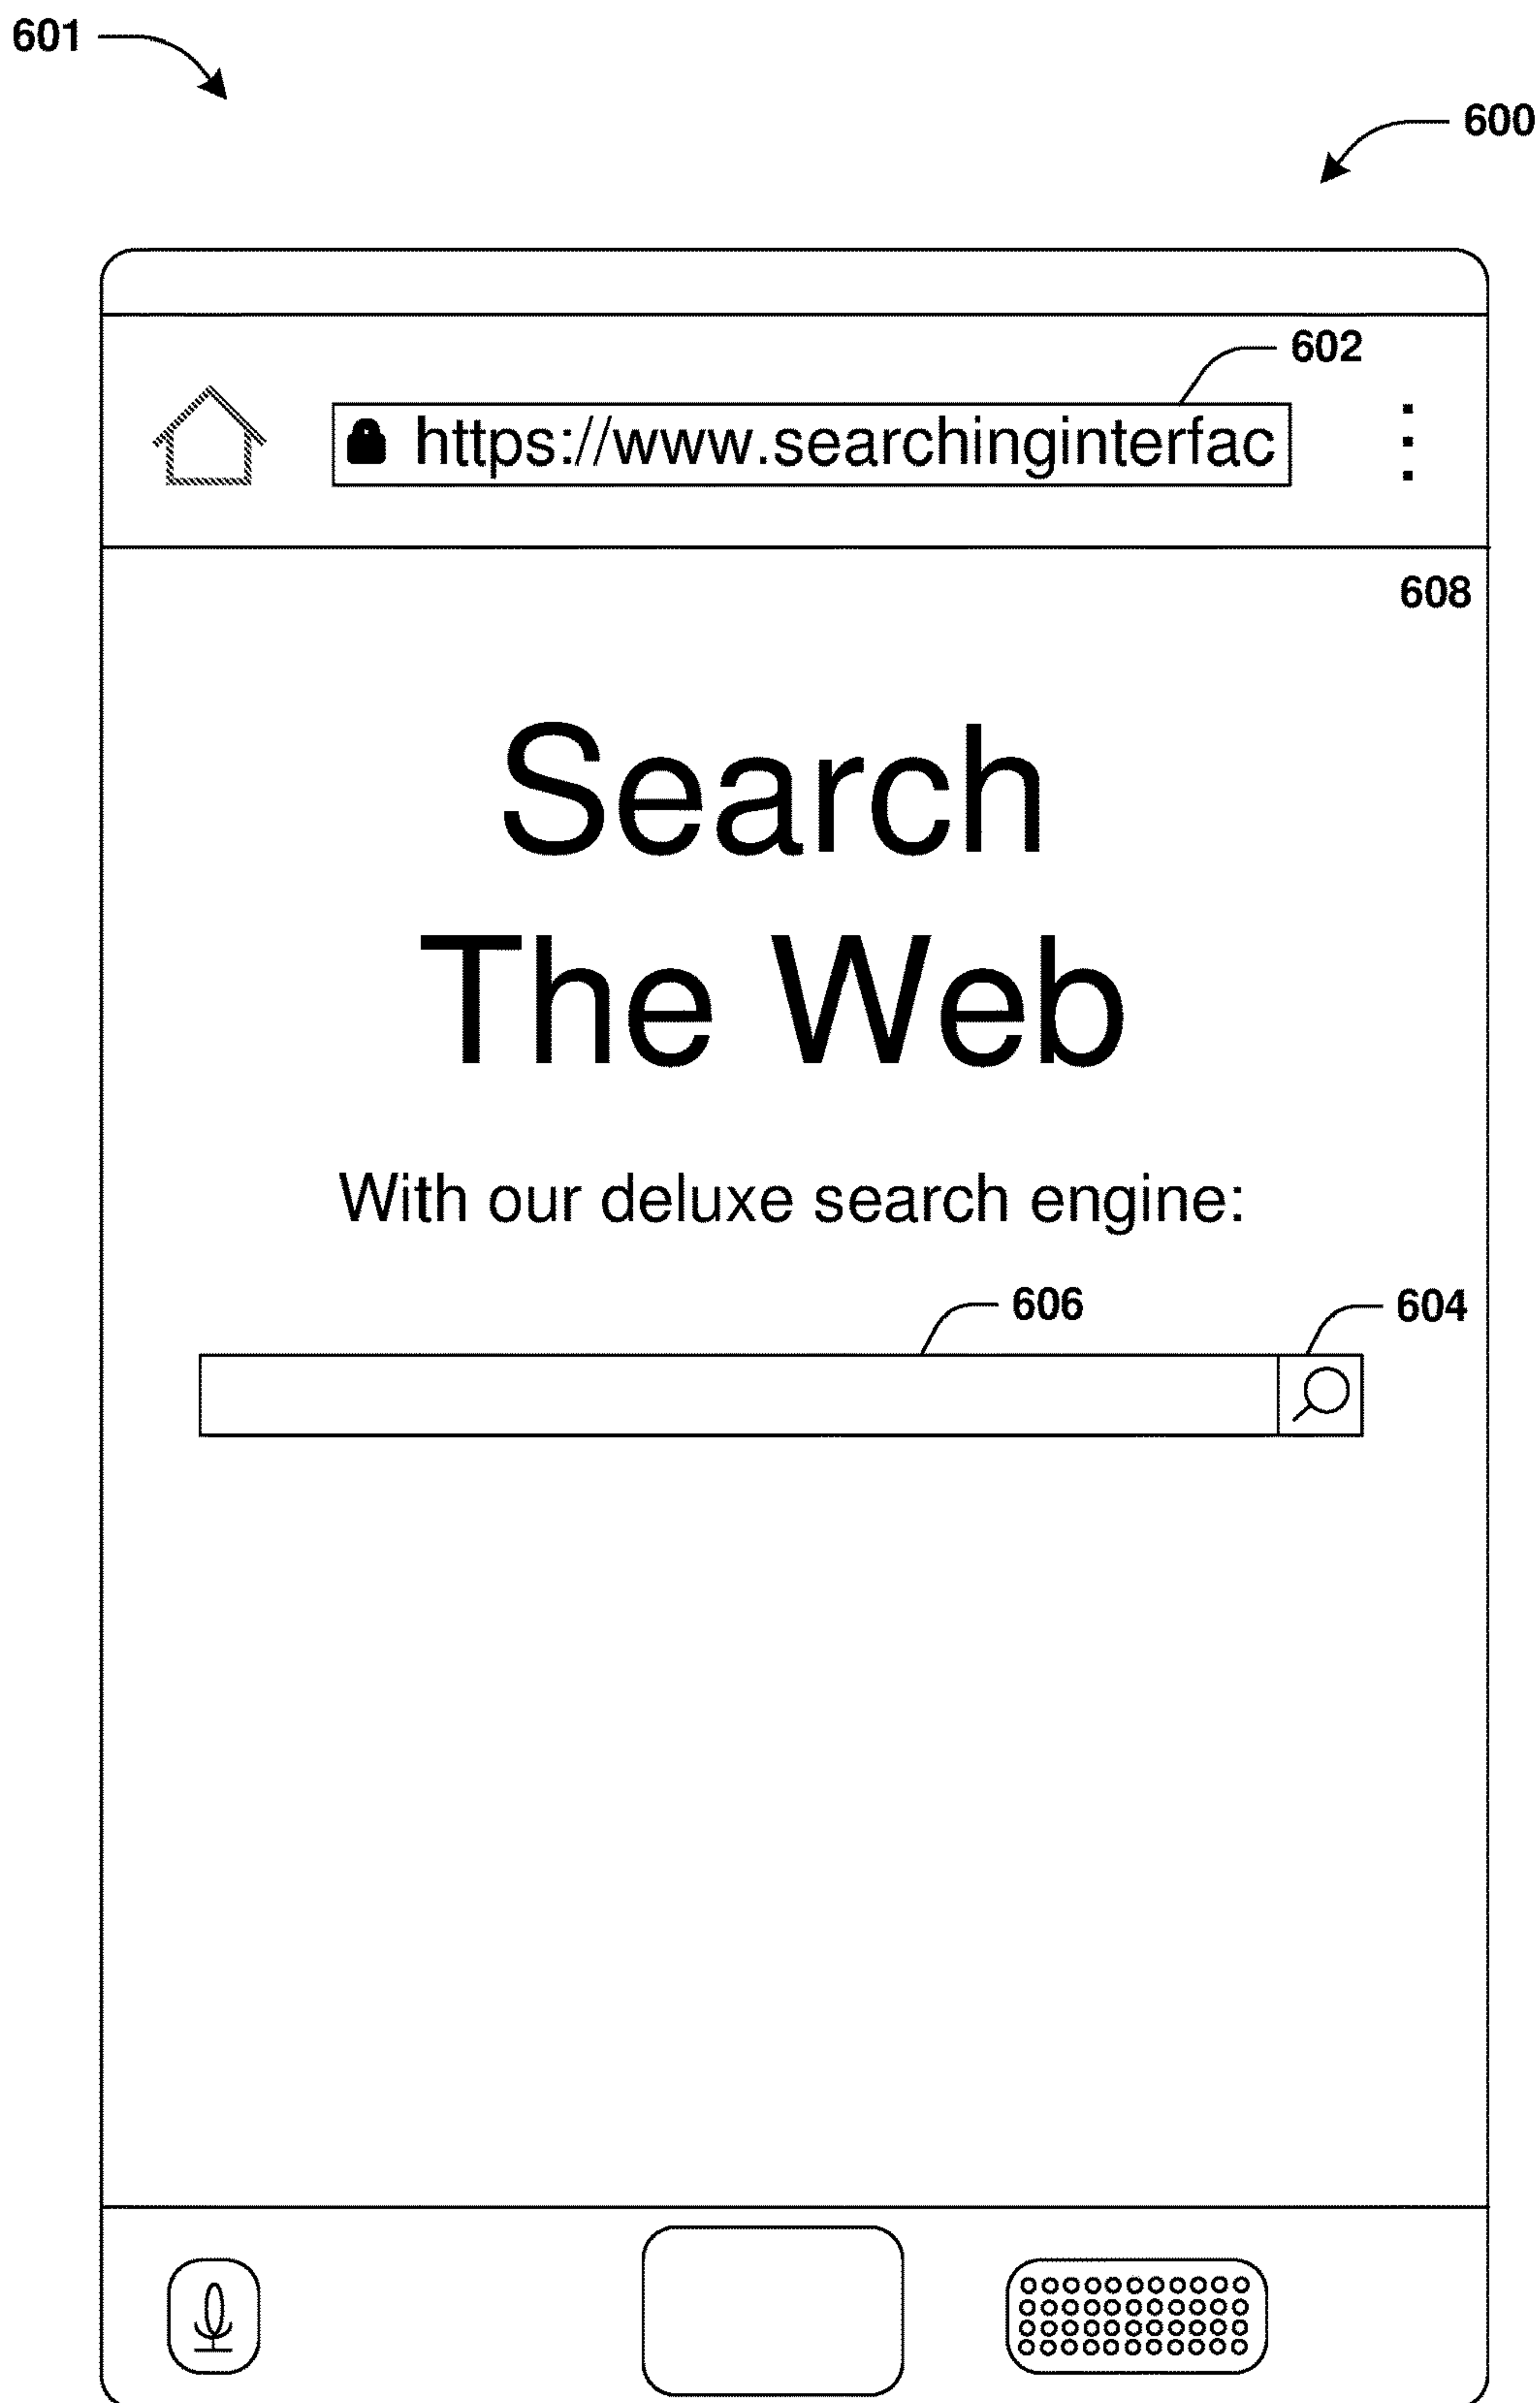 601
600
602
https://www.searchinginterfac
608
Search
The Web
With our deluxe search engine:
606
604